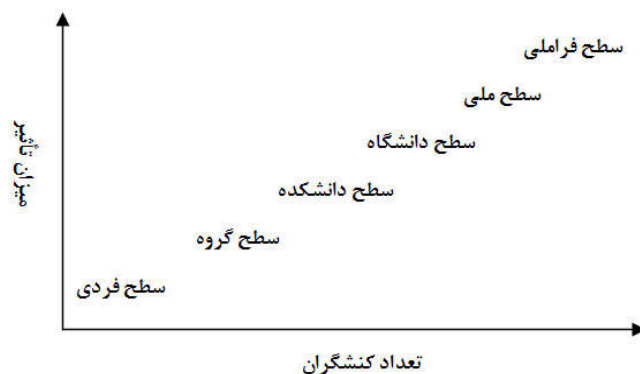 سطح فراملی
سطح ملی
سطح دانشگاه
سطح دانشکده
سطح گروه
سطح فردی
میزان تأثیر
تعداد کنشگران